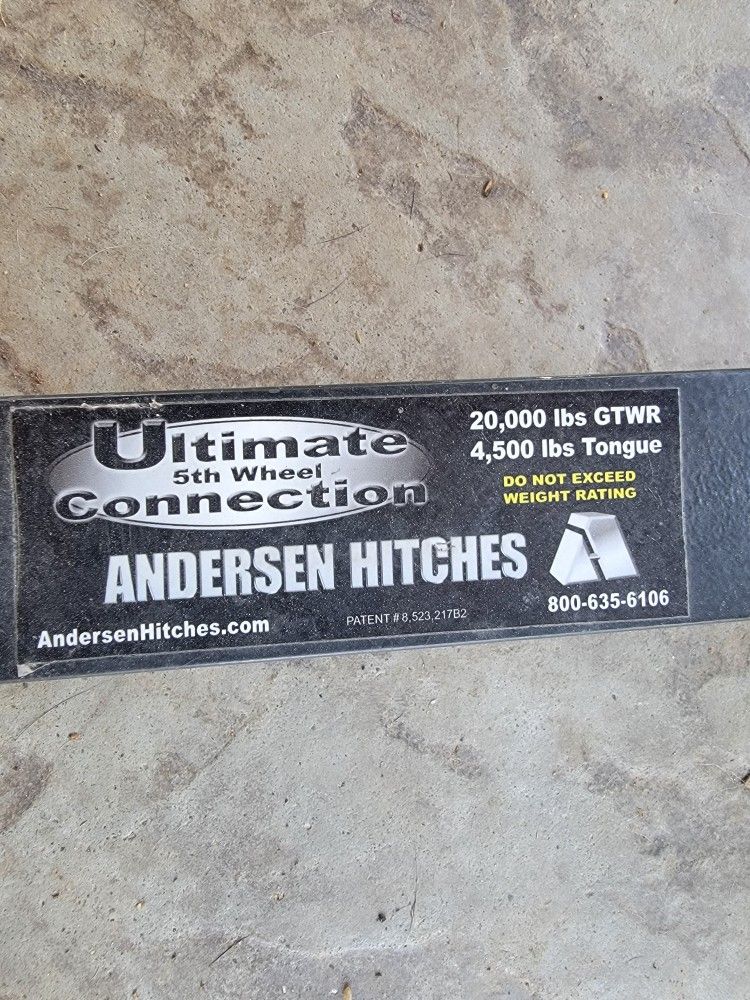 Ultimate
5th Wheel
Connection
20,000 lbs GTWR
4,500 lbs Tongue
DO NOT EXCEED
WEIGHT RATING
ANDERSEN HITCHES
AndersenHitches.com
PATENT # 8,523,217B2
800-635-6106